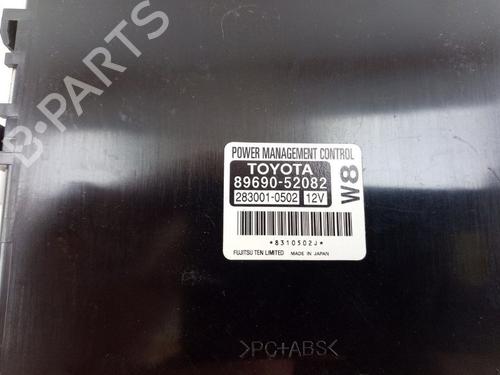 B-PARTS
POWER MANAGEMENT CONTROL
TOYOTA
89690-52082
283001-0502 12V
W8
*8310502J*
FUJITSU TEN LIMITED MADE IN JAPAN
>PC+ABS<